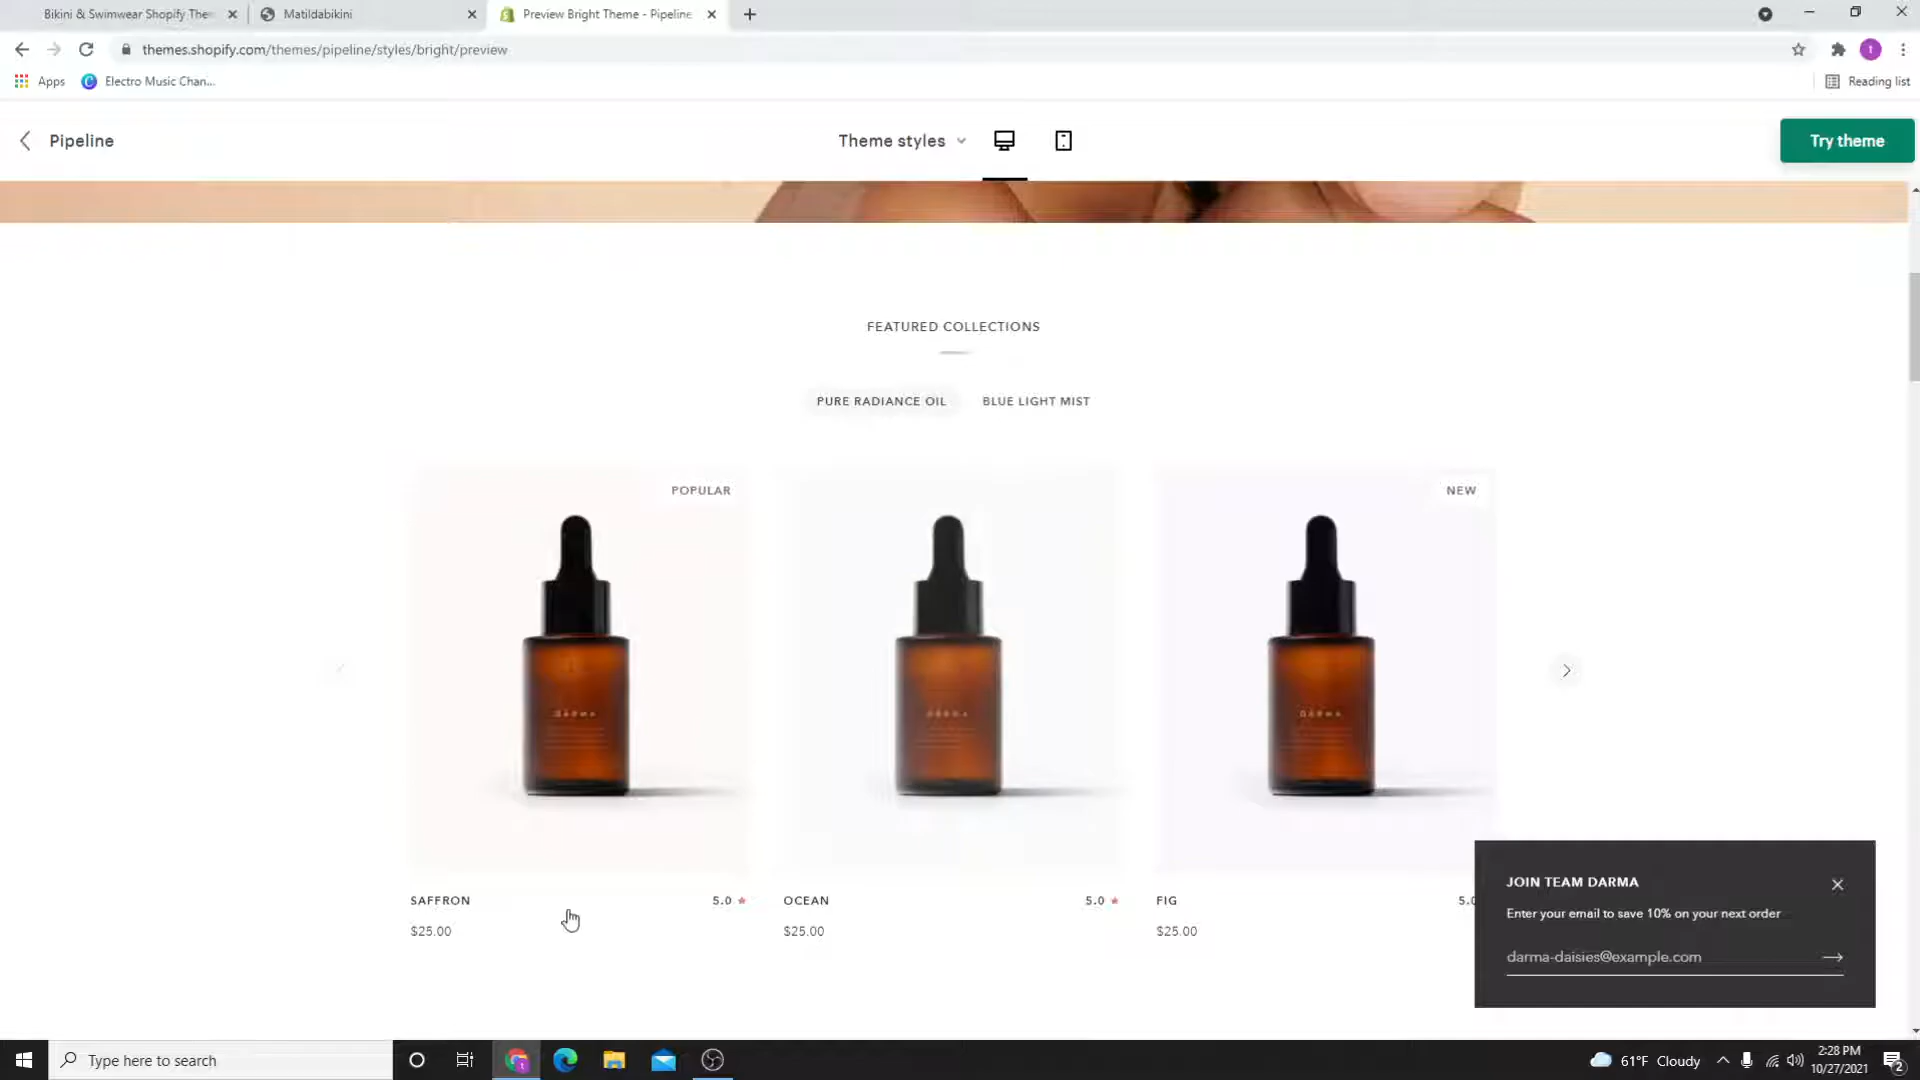 Bikini & Swimwear Shopify The
Matildabikini
Preview Bright Theme - Pipeline
themes.shopify.com/themes/pipeline/styles/bright/preview
t
Apps
Electro Music Chan...
Reading list
Pipeline
Theme styles
Try theme
FEATURED COLLECTIONS
PURE RADIANCE OIL
BLUE LIGHT MIST
POPULAR
NEW
DARMA
DARMA
DARMA
SAFFRON
5.0
OCEAN
5.0
FIG
5.0
$25.00
$25.00
$25.00
JOIN TEAM DARMA
Enter your email to save 10% on your next order
darma-daisies@example.com
Type here to search
61°F Cloudy
2:28 PM
10/27/2021
2